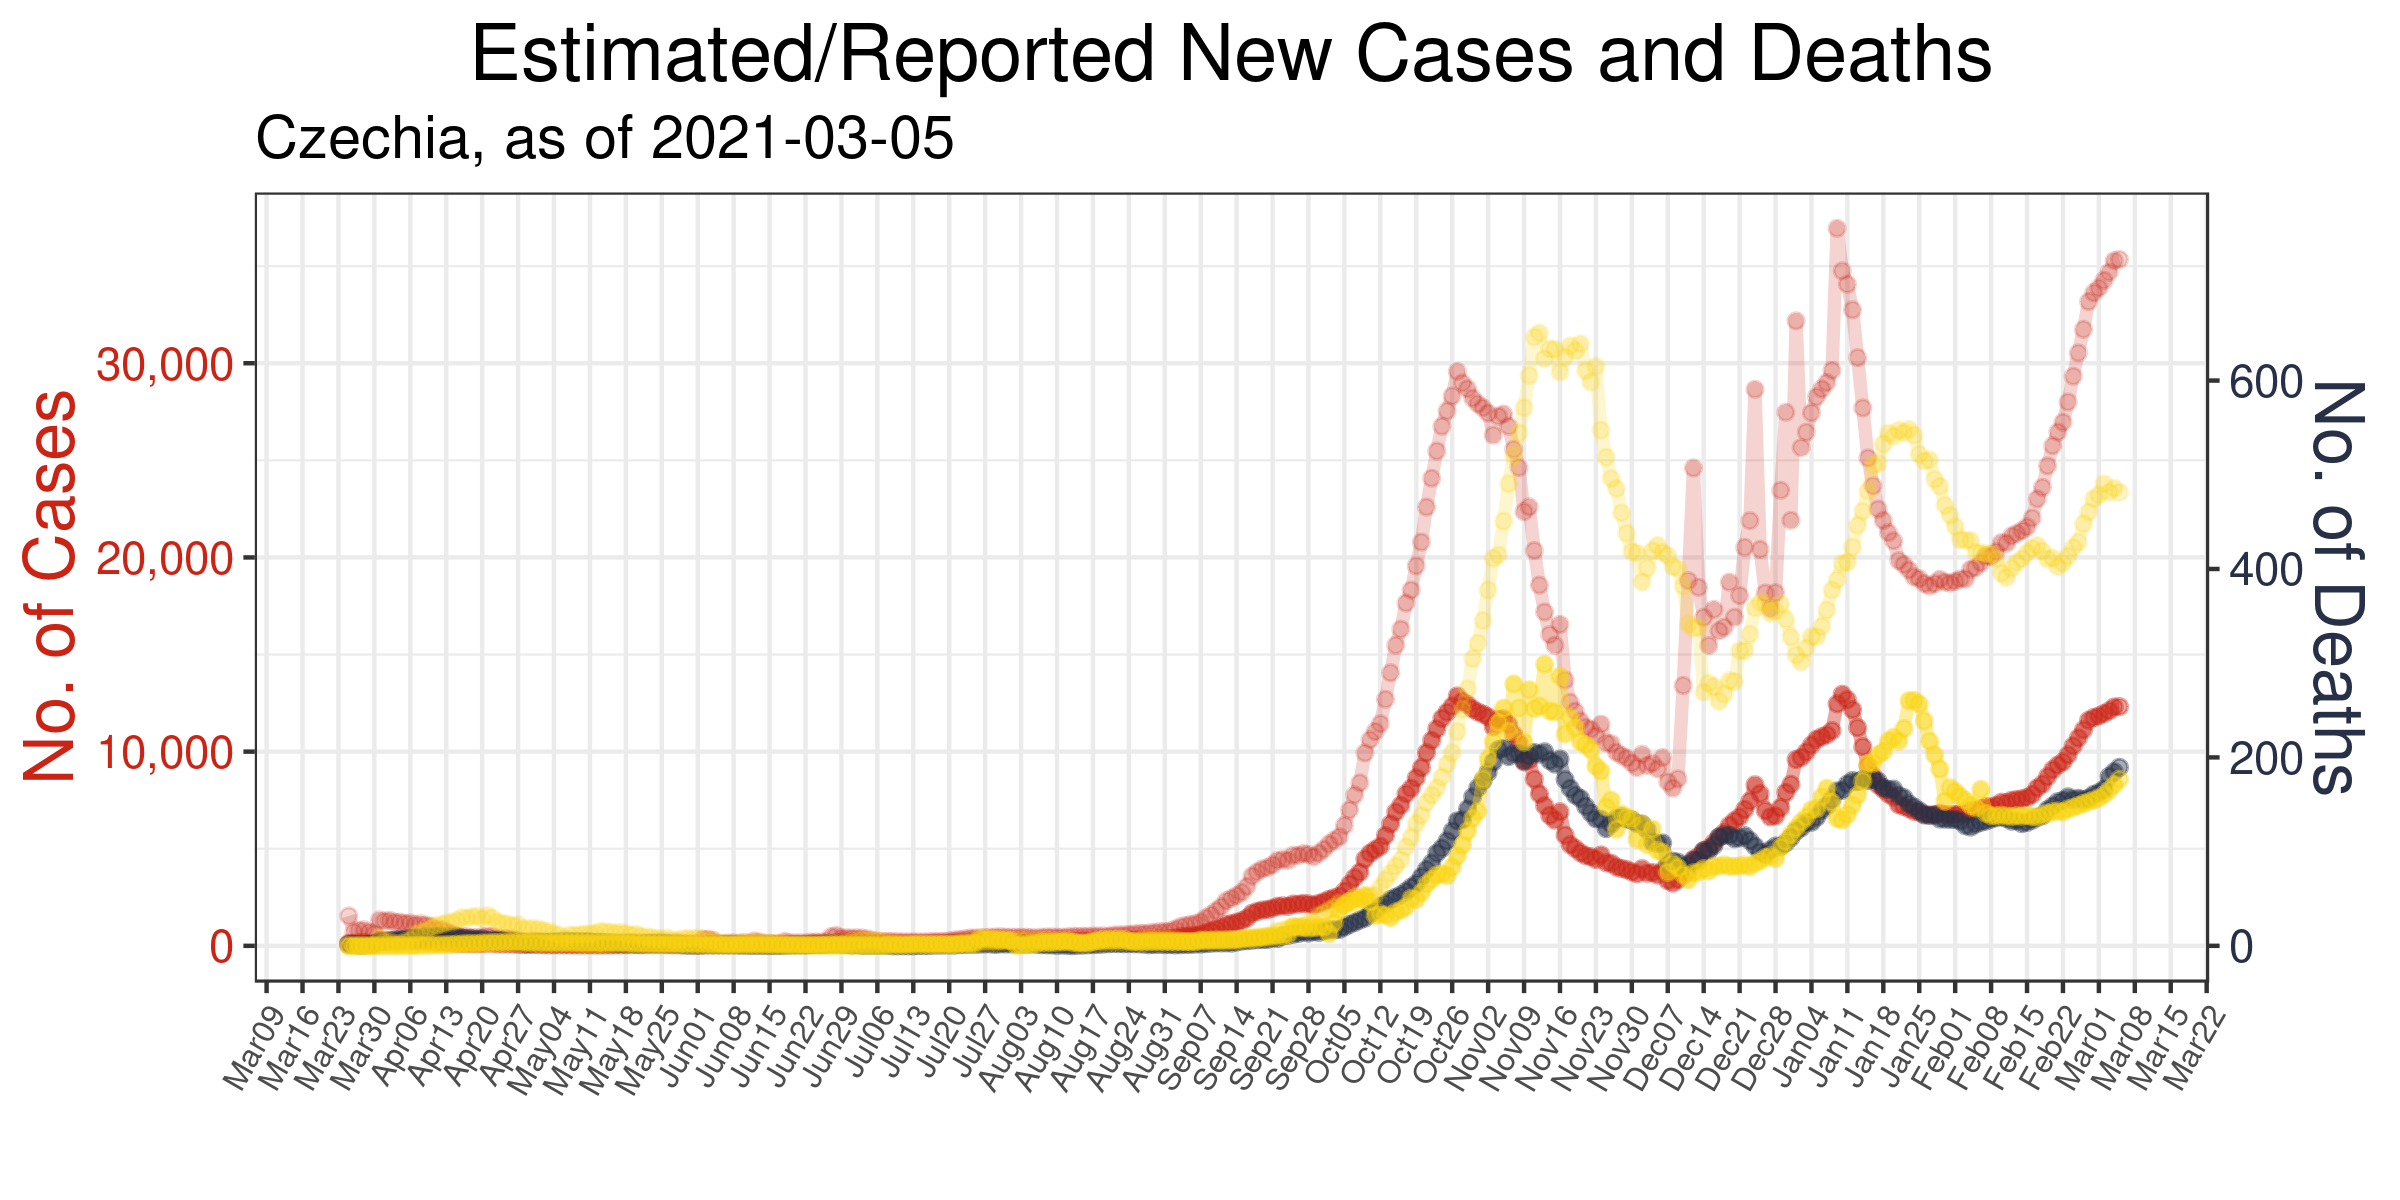 Estimated/Reported New Cases and Deaths
Czechia, as of 2021-03-05
No. of Cases
30,000
20,000
10,000
0
600
400
200
0
No. of Deaths
Mar09
Mar16
Mar23
Mar30
Apr06
Apr13
Apr20
Apr27
May04
May11
May18
May25
Jun01
Jun08
Jun15
Jun22
Jun29
Jul06
Jul13
Jul20
Jul27
Aug03
Aug10
Aug17
Aug24
Aug31
Sep07
Sep14
Sep21
Sep28
Oct05
Oct12
Oct19
Oct26
Nov02
Nov09
Nov16
Nov23
Nov30
Dec07
Dec14
Dec21
Dec28
Dec04
Jan11
Jan18
Jan25
Feb01
Feb08
Feb15
Feb22
Mar01
Mar08
Mar15
Mar22